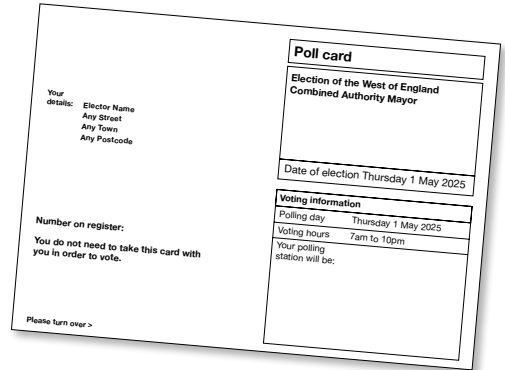 Poll card
Election of the West of England
Combined Authority Mayor
Your
details:
Elector Name
Any Street
Any Town
Any Postcode
Date of election Thursday 1 May 2025
Voting information
Polling day Thursday 1 May 2025
Voting hours 7am to 10pm
Your polling
station will be:
Number on register:
You do not need to take this card with
you in order to vote.
Please turn over >